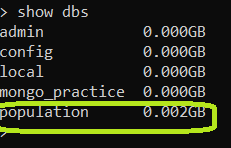 > show dbs
admin 0.000GB
config 0.000GB
local 0.000GB
mongo_practice 0.000GB
population 0.002GB
>